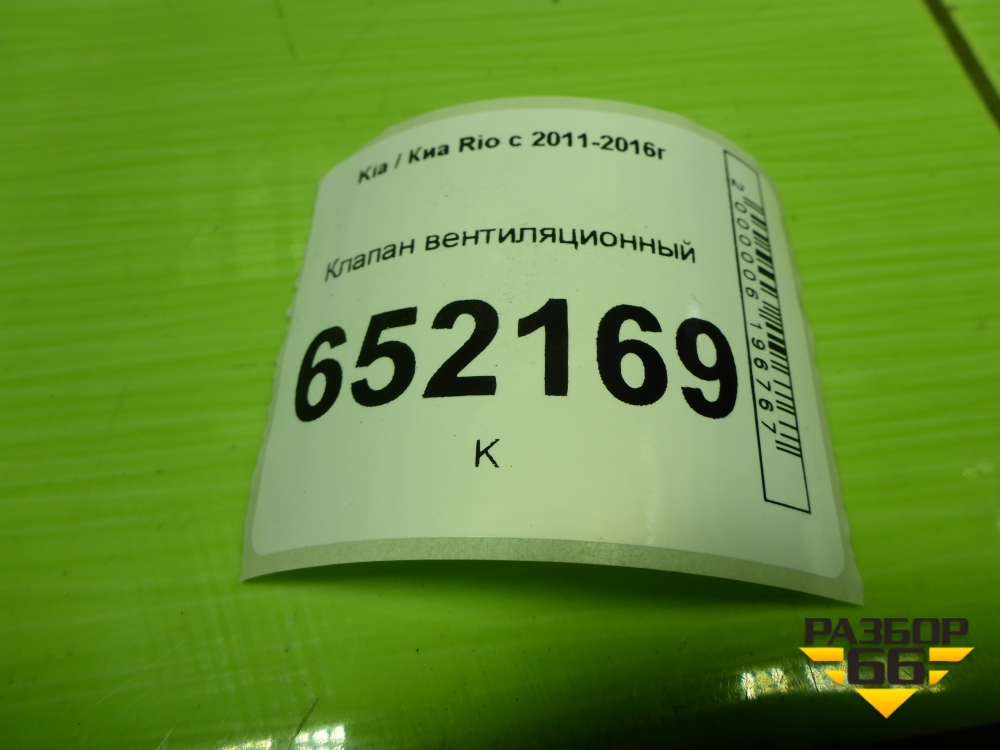 Kia / Киа Rio с 2011-2016г
Клапан вентиляционный
652169
К
2000006196767
РАЗБОР
66